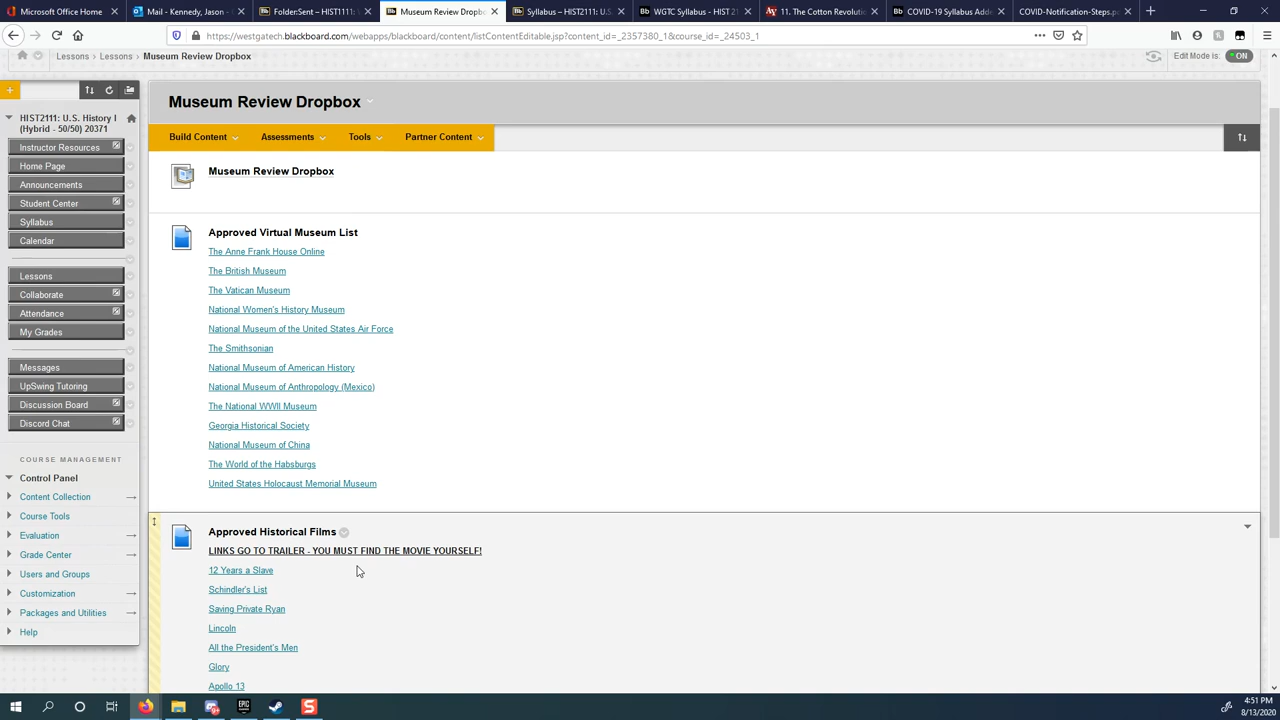 Microsoft Office Home
Mail - Kennedy, Jason - Outlook
Folder:Sent – HIST1111: W
Museum Review Dropbox –
Syllabus – HIST2111: U.S. Hist
WGTC Syllabus – HIST 21
11. The Cotton Revolution
COVID-19 Syllabus Adde
COVID-Notification-Steps.pdf
https://westgatech.blackboard.com/webapps/blackboard/content/listContentEditable.jsp?content_id=_2357380_1&course_id=_24503_1
Lessons
Lessons
Museum Review Dropbox
Edit Mode is:
ON
HIST2111: U.S. History I
(Hybrid - 50/50) 20371
Instructor Resources
Home Page
Announcements
Student Center
Syllabus
Calendar
Lessons
Collaborate
Attendance
My Grades
Messages
UpSwing Tutoring
Discussion Board
Discord Chat
COURSE MANAGEMENT
Control Panel
Content Collection
Course Tools
Evaluation
Grade Center
Users and Groups
Customization
Packages and Utilities
Help
Museum Review Dropbox
Build Content
Assessments
Tools
Partner Content
Museum Review Dropbox
Approved Virtual Museum List
The Anne Frank House Online
The British Museum
The Vatican Museum
National Women's History Museum
National Museum of the United States Air Force
The Smithsonian
National Museum of American History
National Museum of Anthropology (Mexico)
The National WWII Museum
Georgia Historical Society
National Museum of China
The World of the Habsburgs
United States Holocaust Memorial Museum
Approved Historical Films
LINKS GO TO TRAILER - YOU MUST FIND THE MOVIE YOURSELF!
12 Years a Slave
Schindler's List
Saving Private Ryan
Lincoln
All the President's Men
Glory
Apollo 13
4:51 PM
8/13/2020